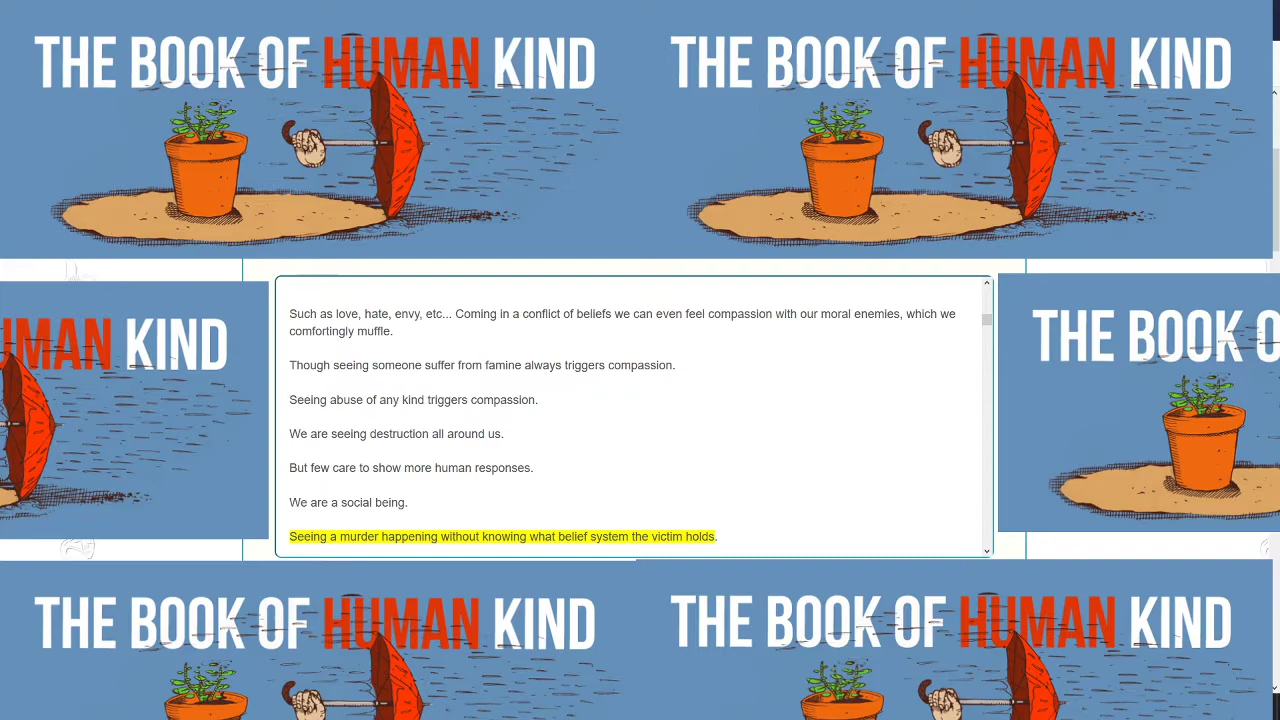 THE BOOK OF HUMAN KIND
THE BOOK OF HUMAN KIND
Such as love, hate, envy, etc... Coming in a conflict of beliefs we can even feel compassion with our moral enemies, which we
comfortingly muffle.
Though seeing someone suffer from famine always triggers compassion.
Seeing abuse of any kind triggers compassion.
We are seeing destruction all around us.
But few care to show more human responses.
We are a social being.
Seeing a murder happening without knowing what belief system the victim holds.
UMAN KIND
THE BOOK O
THE BOOK OF HUMAN KIND
THE BOOK OF HUMAN KIND